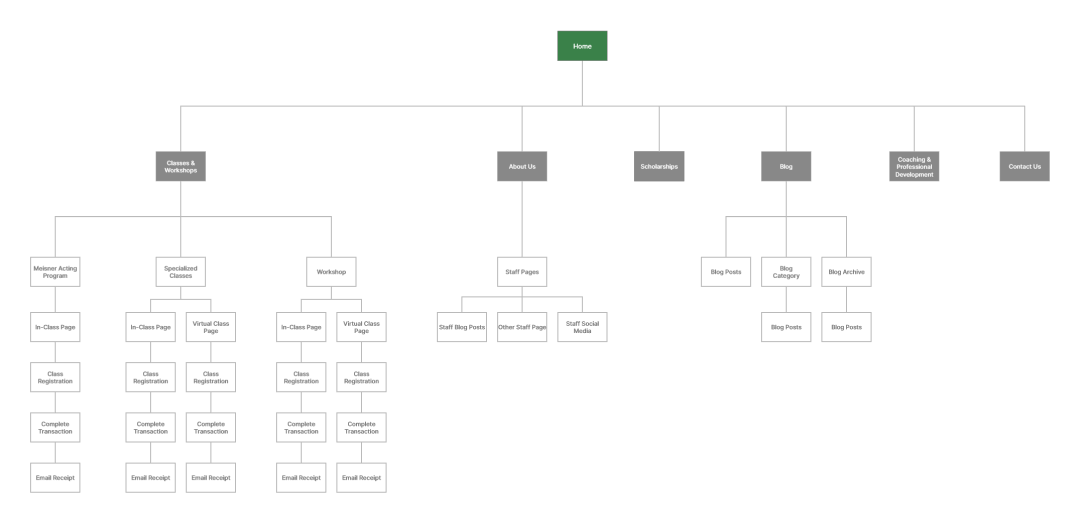 Home
Classes &
Workshops
About Us
Scholarships
Blog
Coaching &
Professional
Development
Contact Us
Meisner Acting
Program
Specialized
Classes
Workshop
Staff Pages
Blog Posts
Blog
Category
Blog Archive
In-Class Page
In-Class Page
Virtual Class
Page
In-Class Page
Virtual Class
Page
Staff Blog Posts
Other Staff Page
Staff Social
Media
Blog Posts
Blog Posts
Class
Registration
Class
Registration
Class
Registration
Class
Registration
Class
Registration
Complete
Transaction
Complete
Transaction
Complete
Transaction
Complete
Transaction
Complete
Transaction
Email Receipt
Email Receipt
Email Receipt
Email Receipt
Email Receipt